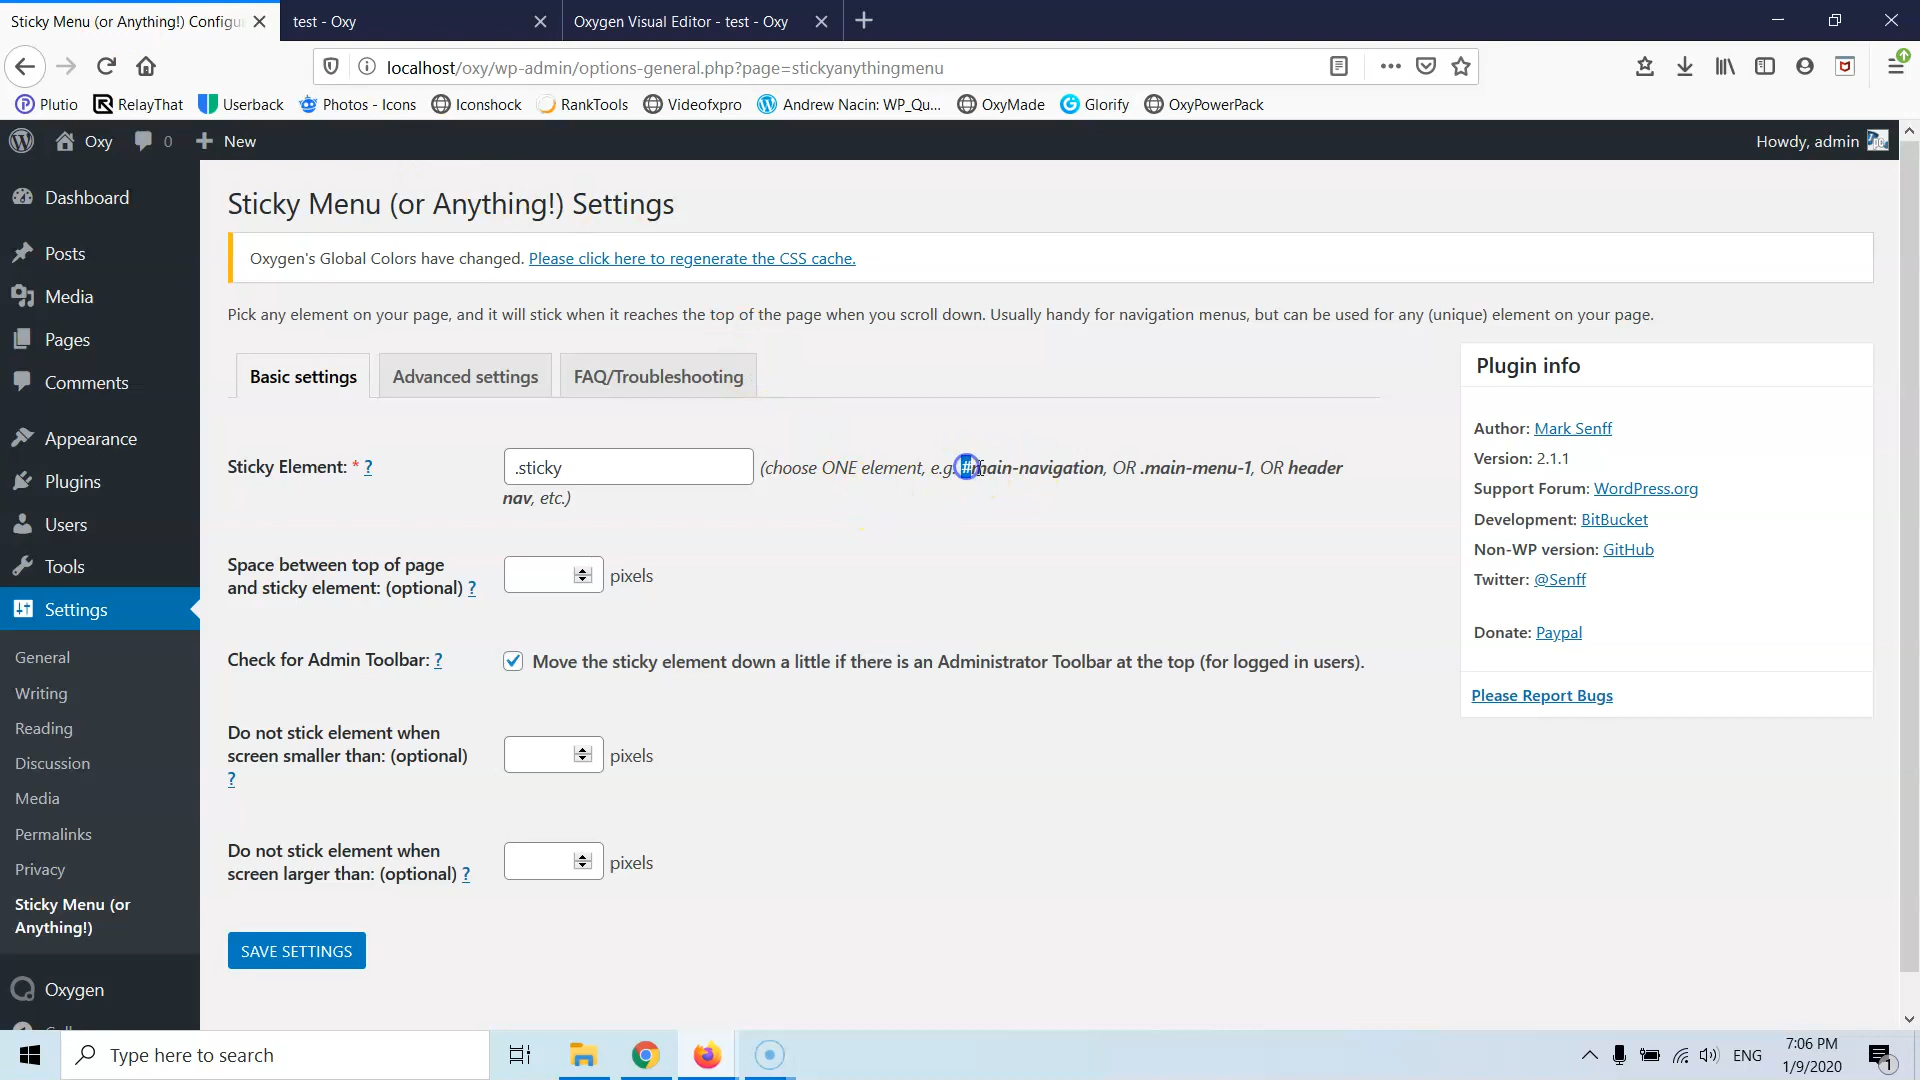 Sticky Menu (or Anything!) Configu
test - Oxy
Oxygen Visual Editor - test - Oxy
localhost/oxy/wp-admin/options-general.php?page=stickyanythingmenu
Plutio
RelayThat
Userback
Photos - Icons
Iconshock
RankTools
Videofxpro
Andrew Nacin: WP_Qu...
OxyMade
Glorify
OxyPowerPack
Oxy
0
New
Howdy, admin
Dashboard
Posts
Media
Pages
Comments
Appearance
Plugins
Users
Tools
Settings
General
Writing
Reading
Discussion
Media
Permalinks
Privacy
Sticky Menu (or
Anything!)
Oxygen
Sticky Menu (or Anything!) Settings
Oxygen's Global Colors have changed. Please click here to regenerate the CSS cache.
Pick any element on your page, and it will stick when it reaches the top of the page when you scroll down. Usually handy for navigation menus, but can be used for any (unique) element on your page.
Basic settings
Advanced settings
FAQ/Troubleshooting
Sticky Element: * ?
.sticky
(choose ONE element, e.g. #main-navigation, OR .main-menu-1, OR header
nav, etc.)
Space between top of page
and sticky element: (optional) ?
pixels
Check for Admin Toolbar: ?
Move the sticky element down a little if there is an Administrator Toolbar at the top (for logged in users).
Do not stick element when
screen smaller than: (optional)
?
pixels
Do not stick element when
screen larger than: (optional) ?
pixels
SAVE SETTINGS
Plugin info
Author: Mark Senff
Version: 2.1.1
Support Forum: WordPress.org
Development: BitBucket
Non-WP version: GitHub
Twitter: @Senff
Donate: Paypal
Please Report Bugs
Type here to search
ENG
7:06 PM
1/9/2020
1